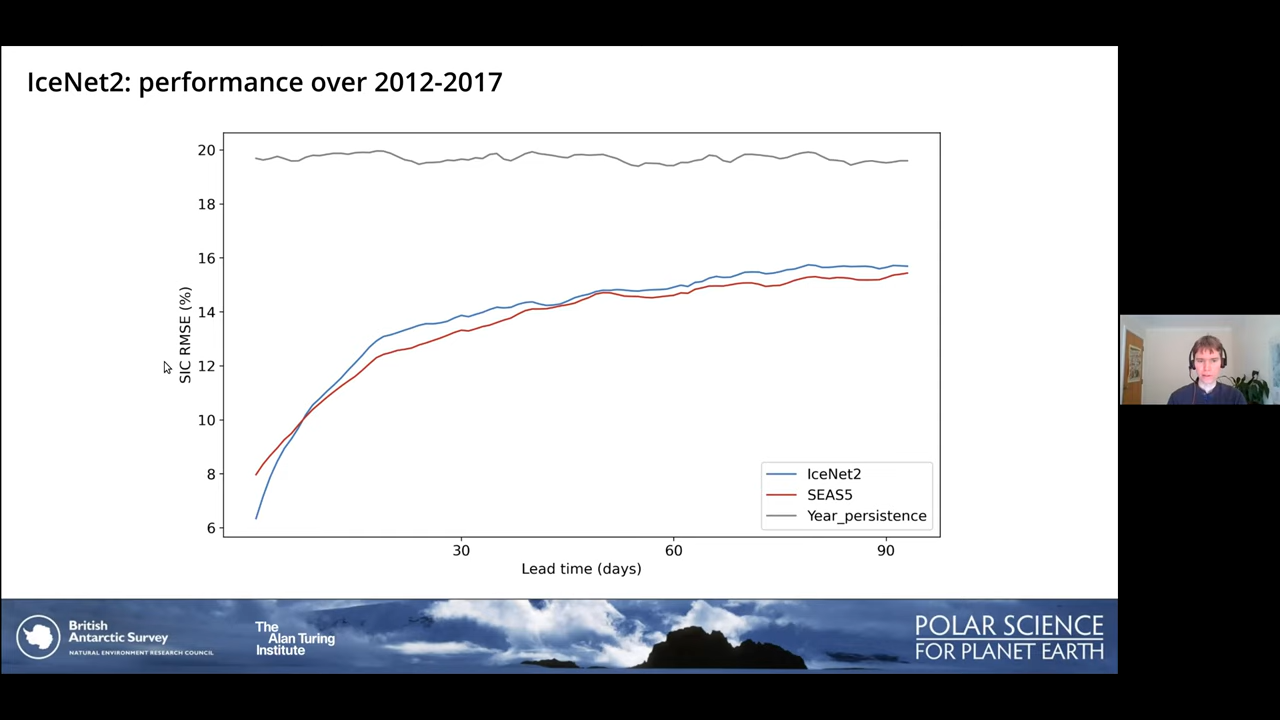 IceNet2: performance over 2012-2017
20
18
16
14
12
10
8
6
SIC RMSE (%)
30
60
90
Lead time (days)
IceNet2
SEAS5
Year_persistence
British
Antarctic Survey
NATURAL ENVIRONMENT RESEARCH COUNCIL
The
Alan Turing
Institute
POLAR SCIENCE
FOR PLANET EARTH